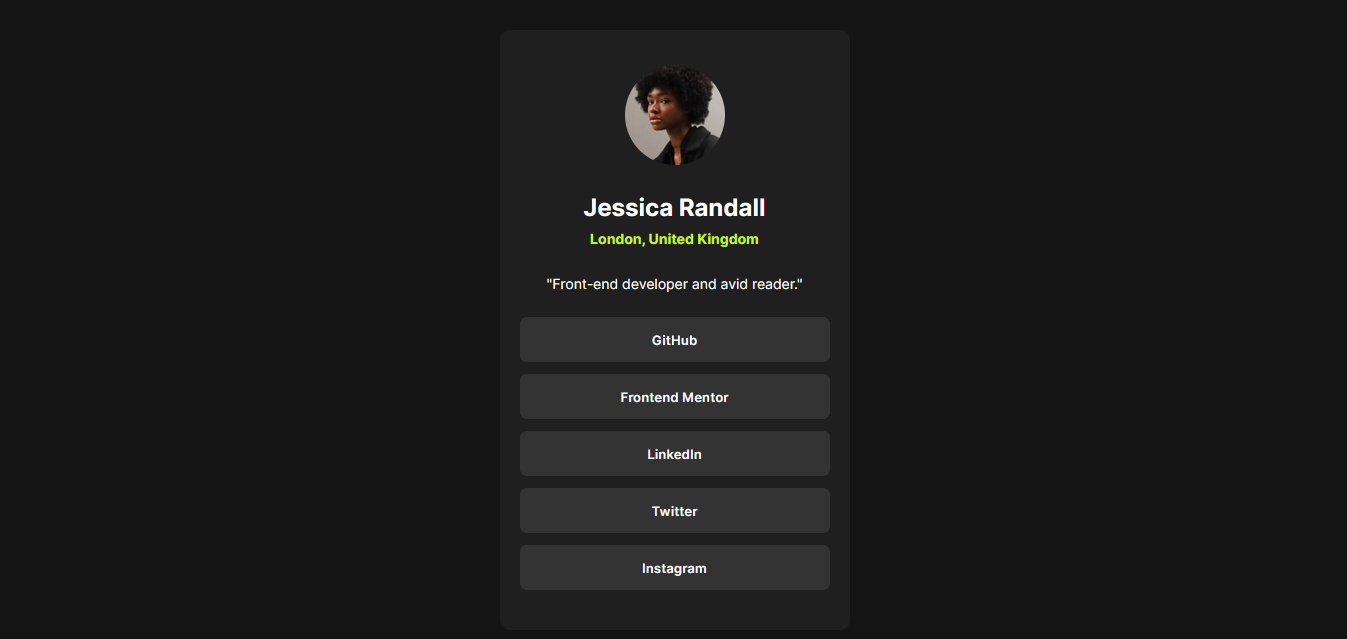 Jessica Randall
London, United Kingdom
"Front-end developer and avid reader."
GitHub
Frontend Mentor
LinkedIn
Twitter
Instagram